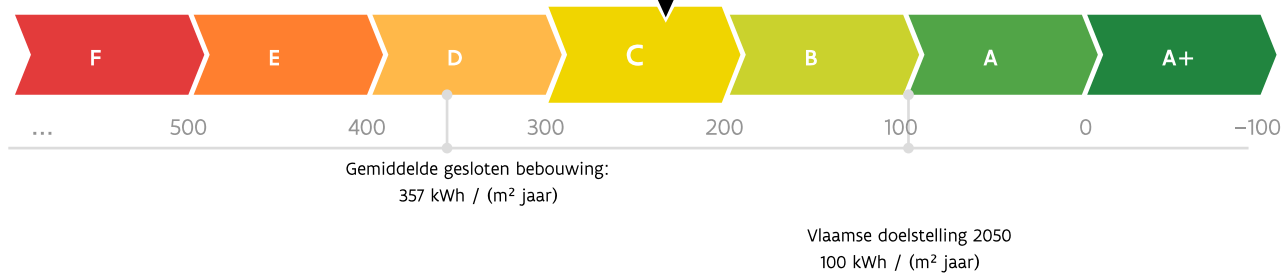 F E D C B A A+
... 500 400 300 200 100 0 −100
Gemiddelde gesloten bebouwing:
357 kWh / (m² jaar)
Vlaamse doelstelling 2050
100 kWh / (m² jaar)